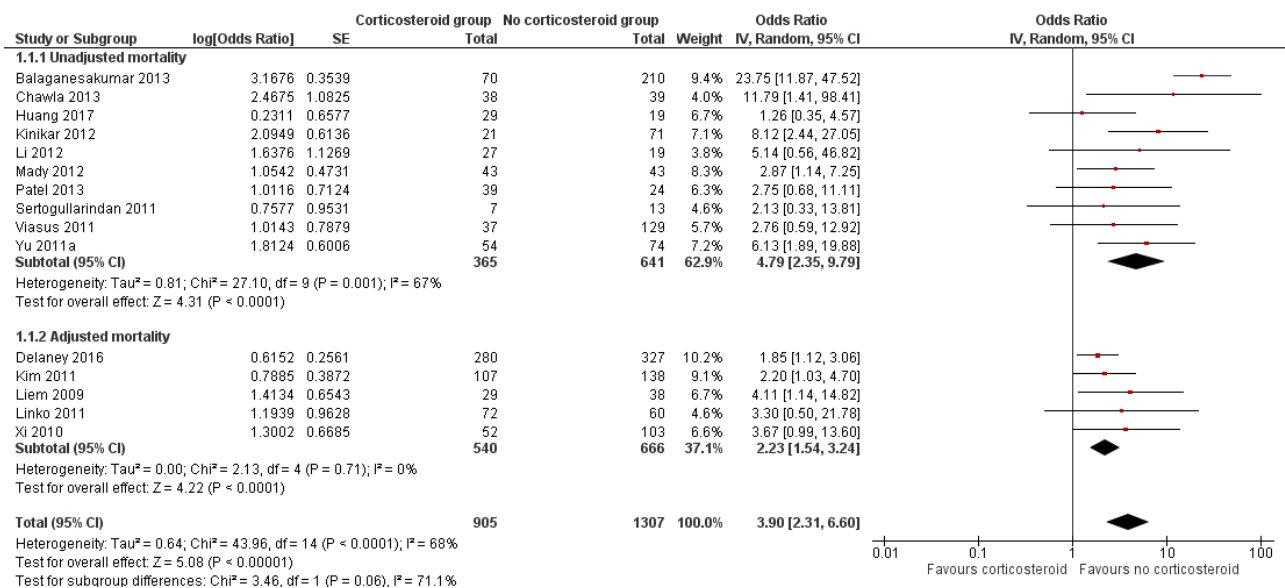 Corticosteroid group No corticosteroid group Odds Ratio Odds Ratio
Study or Subgroup log[Odds Ratio] SE Total Total Weight IV, Random, 95% CI IV, Random, 95% CI
1.1.1 Unadjusted mortality
Balaganesakumar 2013 3.1676 0.3539 70 210 9.4% 23.75 [11.87, 47.52]
Chawla 2013 2.4675 1.0825 38 39 4.0% 11.79 [1.41, 98.41]
Huang 2017 0.2311 0.6577 29 19 6.7% 1.26 [0.35, 4.57]
Kinikar 2012 2.0949 0.6136 21 71 7.1% 8.12 [2.44, 27.05]
Li 2012 1.6376 1.1269 27 19 3.8% 5.14 [0.56, 46.82]
Mady 2012 1.0542 0.4731 43 43 8.3% 2.87 [1.14, 7.25]
Patel 2013 1.0116 0.7124 39 24 6.3% 2.75 [0.68, 11.11]
Sertogullarindan 2011 0.7577 0.9531 7 13 4.6% 2.13 [0.33, 13.81]
Viasus 2011 1.0143 0.7879 37 129 5.7% 2.76 [0.59, 12.92]
Yu 2011a 1.8124 0.6006 54 74 7.2% 6.13 [1.89, 19.88]
Subtotal (95% CI) 365 641 62.9% 4.79 [2.35, 9.79]
Heterogeneity: Tau² = 0.81; Chi² = 27.10, df = 9 (P = 0.001); I² = 67%
Test for overall effect: Z = 4.31 (P < 0.0001)
1.1.2 Adjusted mortality
Delaney 2016 0.6152 0.2561 280 327 10.2% 1.85 [1.12, 3.06]
Kim 2011 0.7885 0.3872 107 138 9.1% 2.20 [1.03, 4.70]
Liem 2009 1.4134 0.6543 29 38 6.7% 4.11 [1.14, 14.82]
Linko 2011 1.1939 0.9628 72 60 4.6% 3.30 [0.50, 21.78]
Xi 2010 1.3002 0.6685 52 103 6.6% 3.67 [0.99, 13.60]
Subtotal (95% CI) 540 666 37.1% 2.23 [1.54, 3.24]
Heterogeneity: Tau² = 0.00; Chi² = 2.13, df = 4 (P = 0.71); I² = 0%
Test for overall effect: Z = 4.22 (P < 0.0001)
Total (95% CI) 905 1307 100.0% 3.90 [2.31, 6.60]
Heterogeneity: Tau² = 0.64; Chi² = 43.96, df = 14 (P < 0.0001); I² = 68%
Test for overall effect: Z = 5.08 (P < 0.00001)
Test for subgroup differences: Chi² = 3.46, df = 1 (P = 0.06), I² = 71.1%
0.01 0.1 1 10 100
Favours corticosteroid Favours no corticosteroid